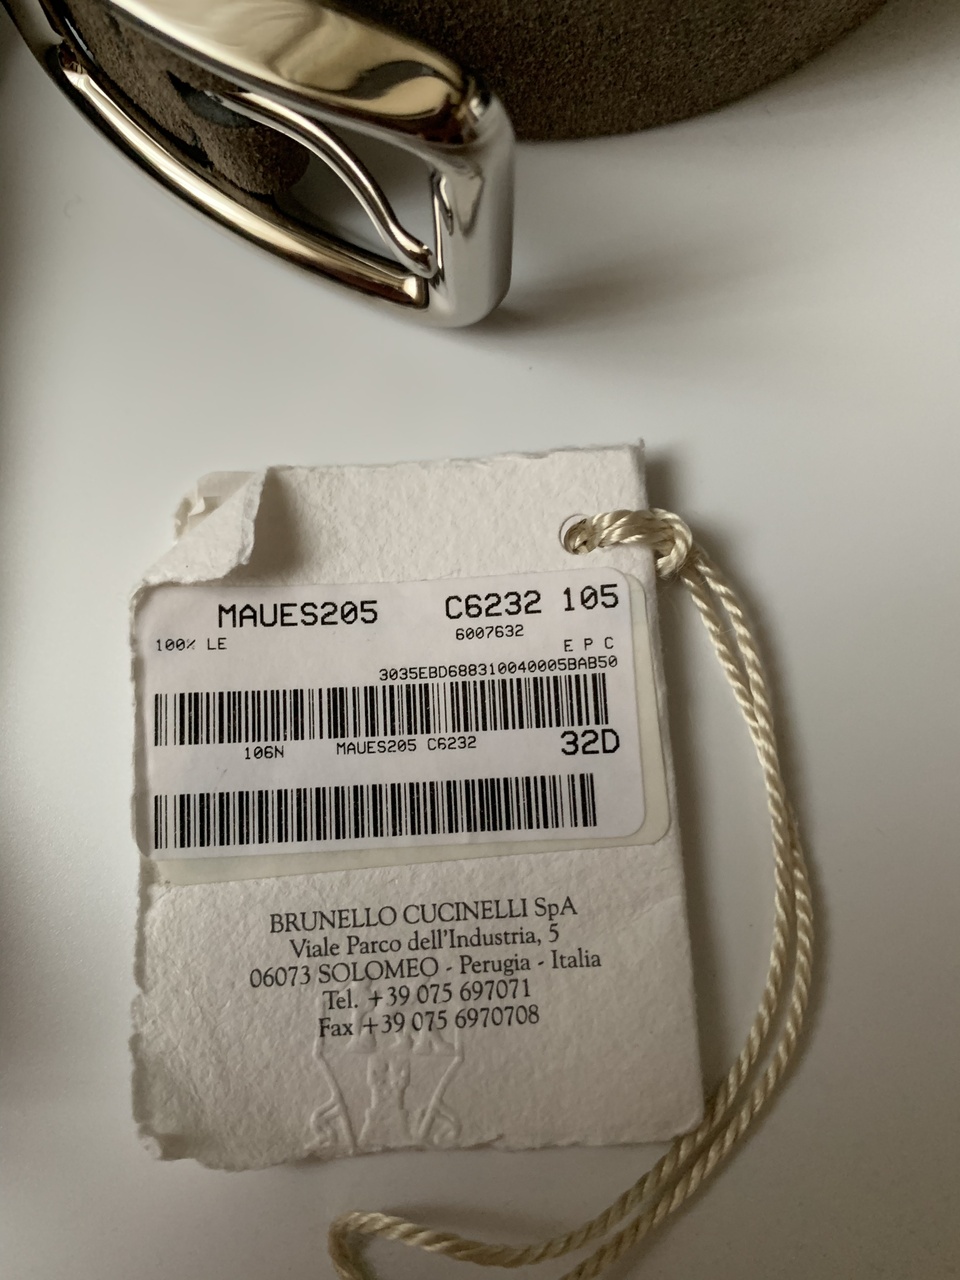 MAUES205 C6232 105
100% LE 6007632
E P C
3035EBD688310040005BAB50
106N MAUES205 C6232 32D
BRUNELLO CUCINELLI SpA
Viale Parco dell'Industria, 5
06073 SOLOMEO - Perugia - Italia
Tel. +39 075 697071
Fax +39 075 6970708